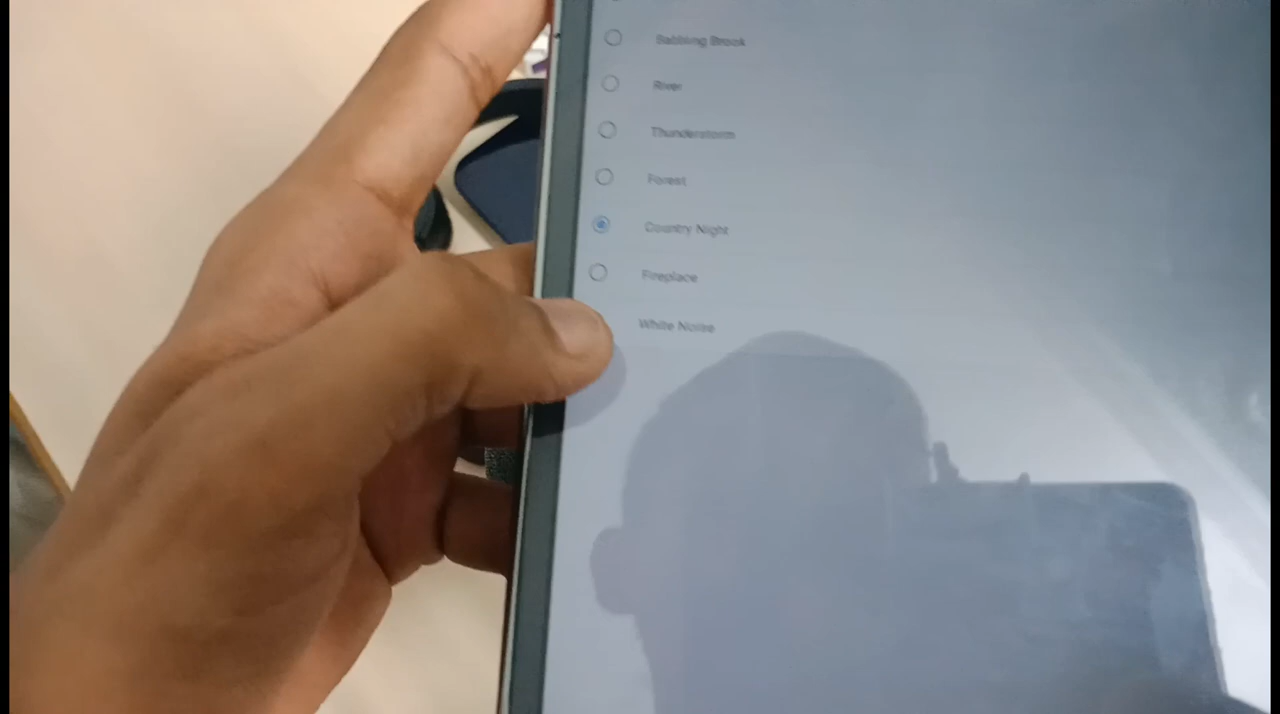 Babbling Brook
River
Thunderstorm
Forest
Country Night
Fireplace
White Noise